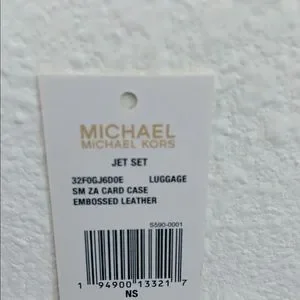 MICHAEL
MICHAEL KORS
JET SET
32F0GJ6D0E LUGGAGE
SM ZA CARD CASE
EMBOSSED LEATHER
S590-0001
1 94900 13321 7
NS